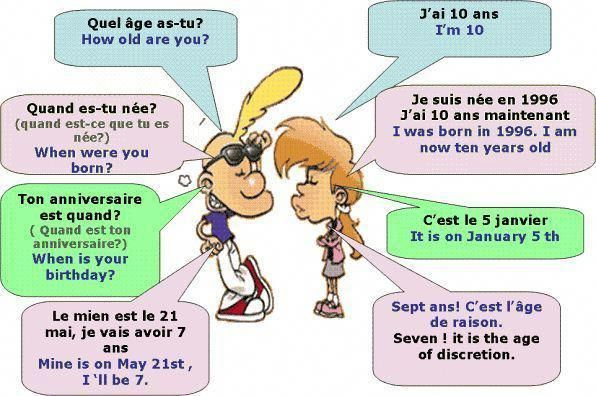 Quel âge as-tu?
How old are you?
J'ai 10 ans
I'm 10
Quand es-tu née?
(quand est-ce que tu es
née?)
When were you
born?
Je suis née en 1996
J'ai 10 ans maintenant
I was born in 1996. I am
now ten years old
Ton anniversaire
est quand?
( Quand est ton
anniversaire?)
When is your
birthday?
C'est le 5 janvier
It is on January 5 th
Le mien est le 21
mai, je vais avoir 7
ans
Mine is on May 21st ,
I 'll be 7.
Sept ans! C'est l'âge
de raison.
Seven ! it is the age
of discretion.